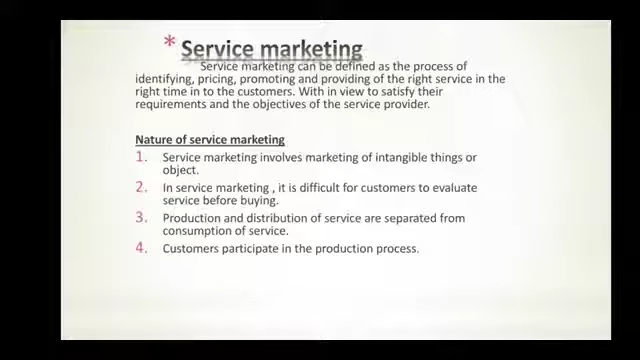 * Service marketing
Service marketing can be defined as the process of
identifying, pricing, promoting and providing of the right service in the
right time in to the customers. With in view to satisfy their
requirements and the objectives of the service provider.
Nature of service marketing
1. Service marketing involves marketing of intangible things or
object.
2. In service marketing , it is difficult for customers to evaluate
service before buying.
3. Production and distribution of service are separated from
consumption of service.
4. Customers participate in the production process.